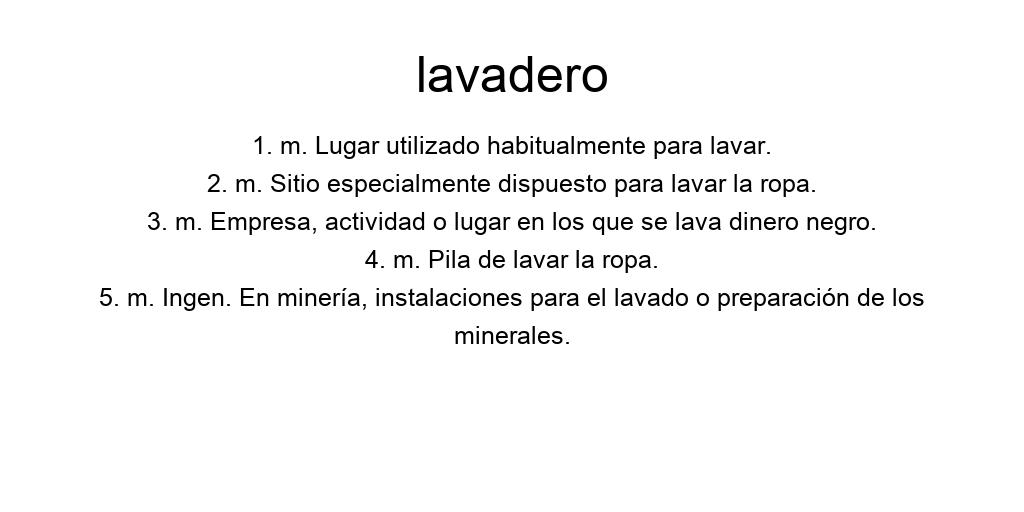 lavadero
1. m. Lugar utilizado habitualmente para lavar.
2. m. Sitio especialmente dispuesto para lavar la ropa.
3. m. Empresa, actividad o lugar en los que se lava dinero negro.
4. m. Pila de lavar la ropa.
5. m. Ingen. En minería, instalaciones para el lavado o preparación de los
minerales.